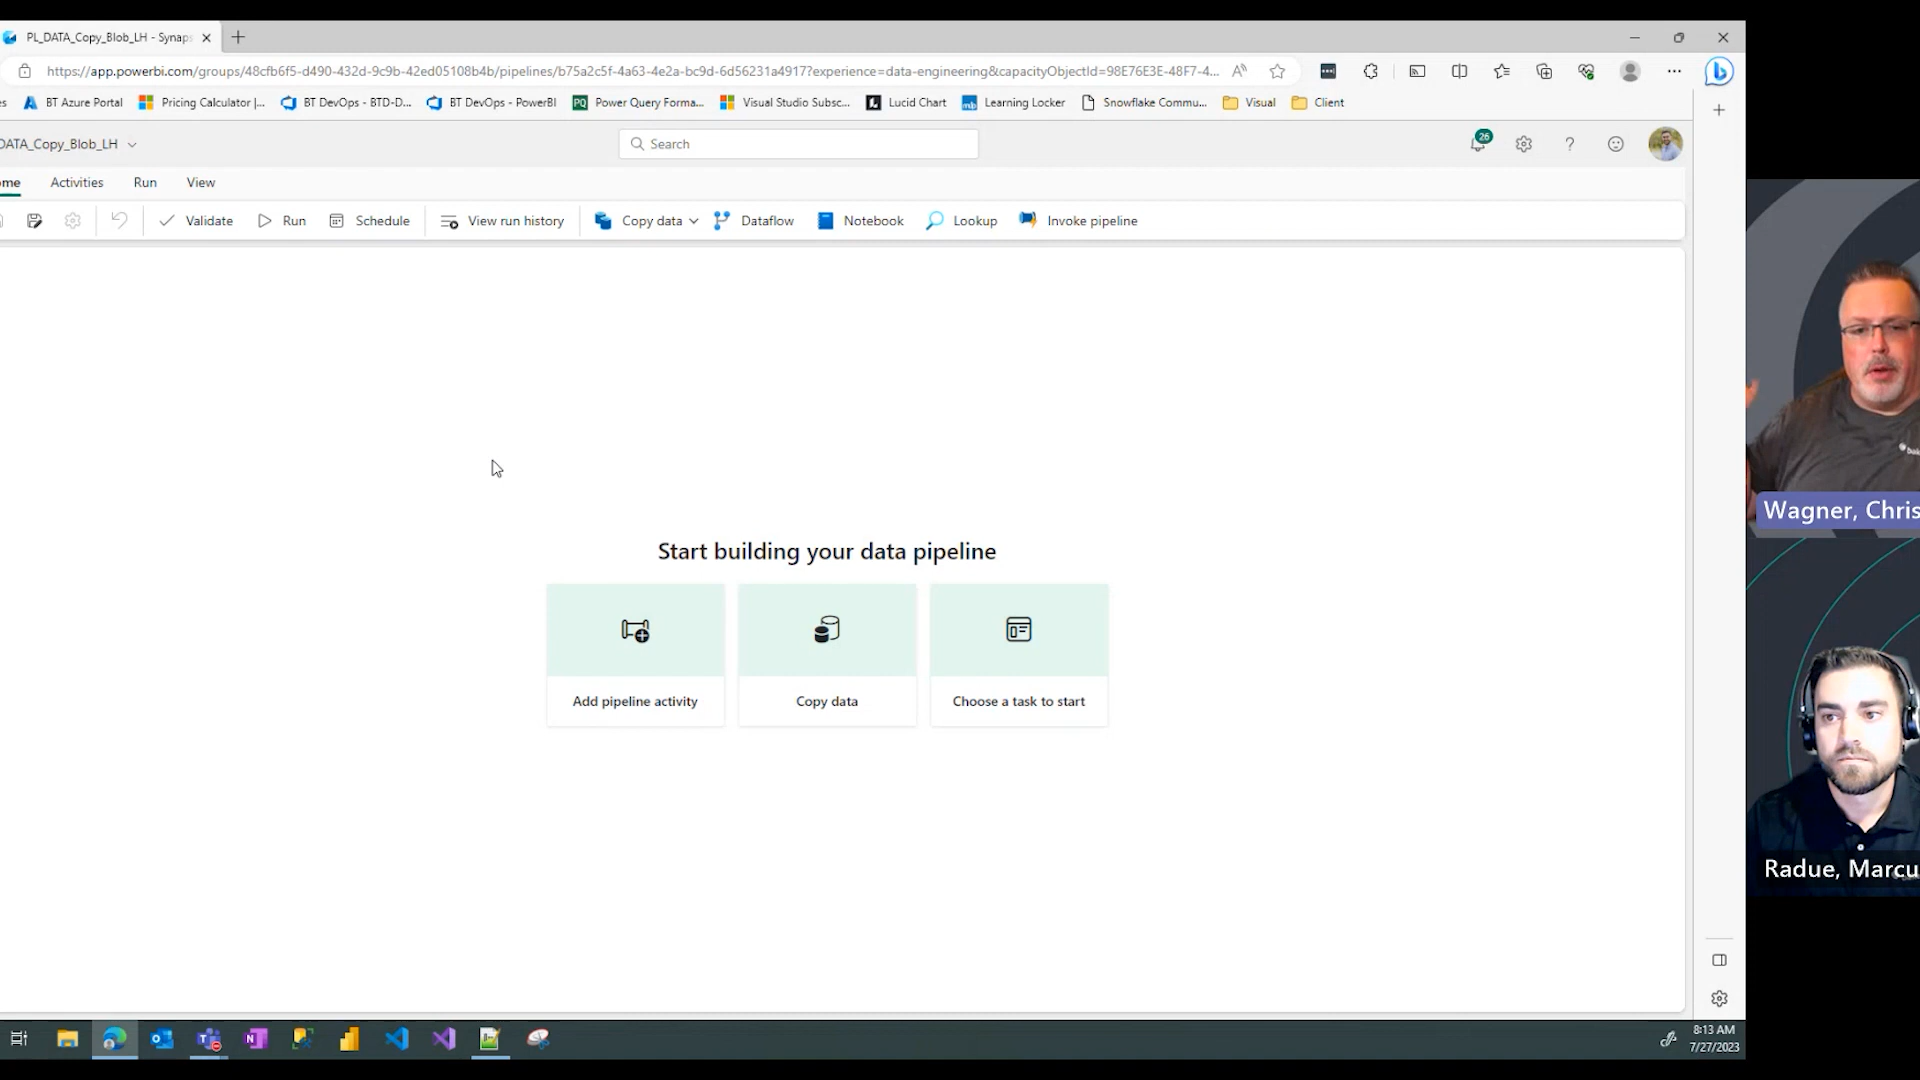 PL_DATA_Copy_Blob_LH - Synaps
https://app.powerbi.com/groups/48cfb6f5-d490-432d-9c9b-42ed05108b4b/pipelines/b75a2c5f-4a63-4e2a-bc9d-6d56231a4917?experience=data-engineering&capacityObjectId=98E76E3E-48F7-4...
es BT Azure Portal Pricing Calculator |... BT DevOps - BTD-D... BT DevOps - PowerBI PQ Power Query Forma... Visual Studio Subsc... Lucid Chart Learning Locker Snowflake Commu... Visual Client
DATA_Copy_Blob_LH Search 26
ome Activities Run View
Validate Run Schedule View run history Copy data Dataflow Notebook Lookup Invoke pipeline
Start building your data pipeline
Add pipeline activity Copy data Choose a task to start
Wagner, Chris
Radue, Marcu
8:13 AM
7/27/2023